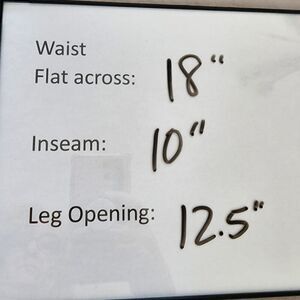 Waist
Flat across: 18"
Inseam: 10"
Leg Opening: 12.5"